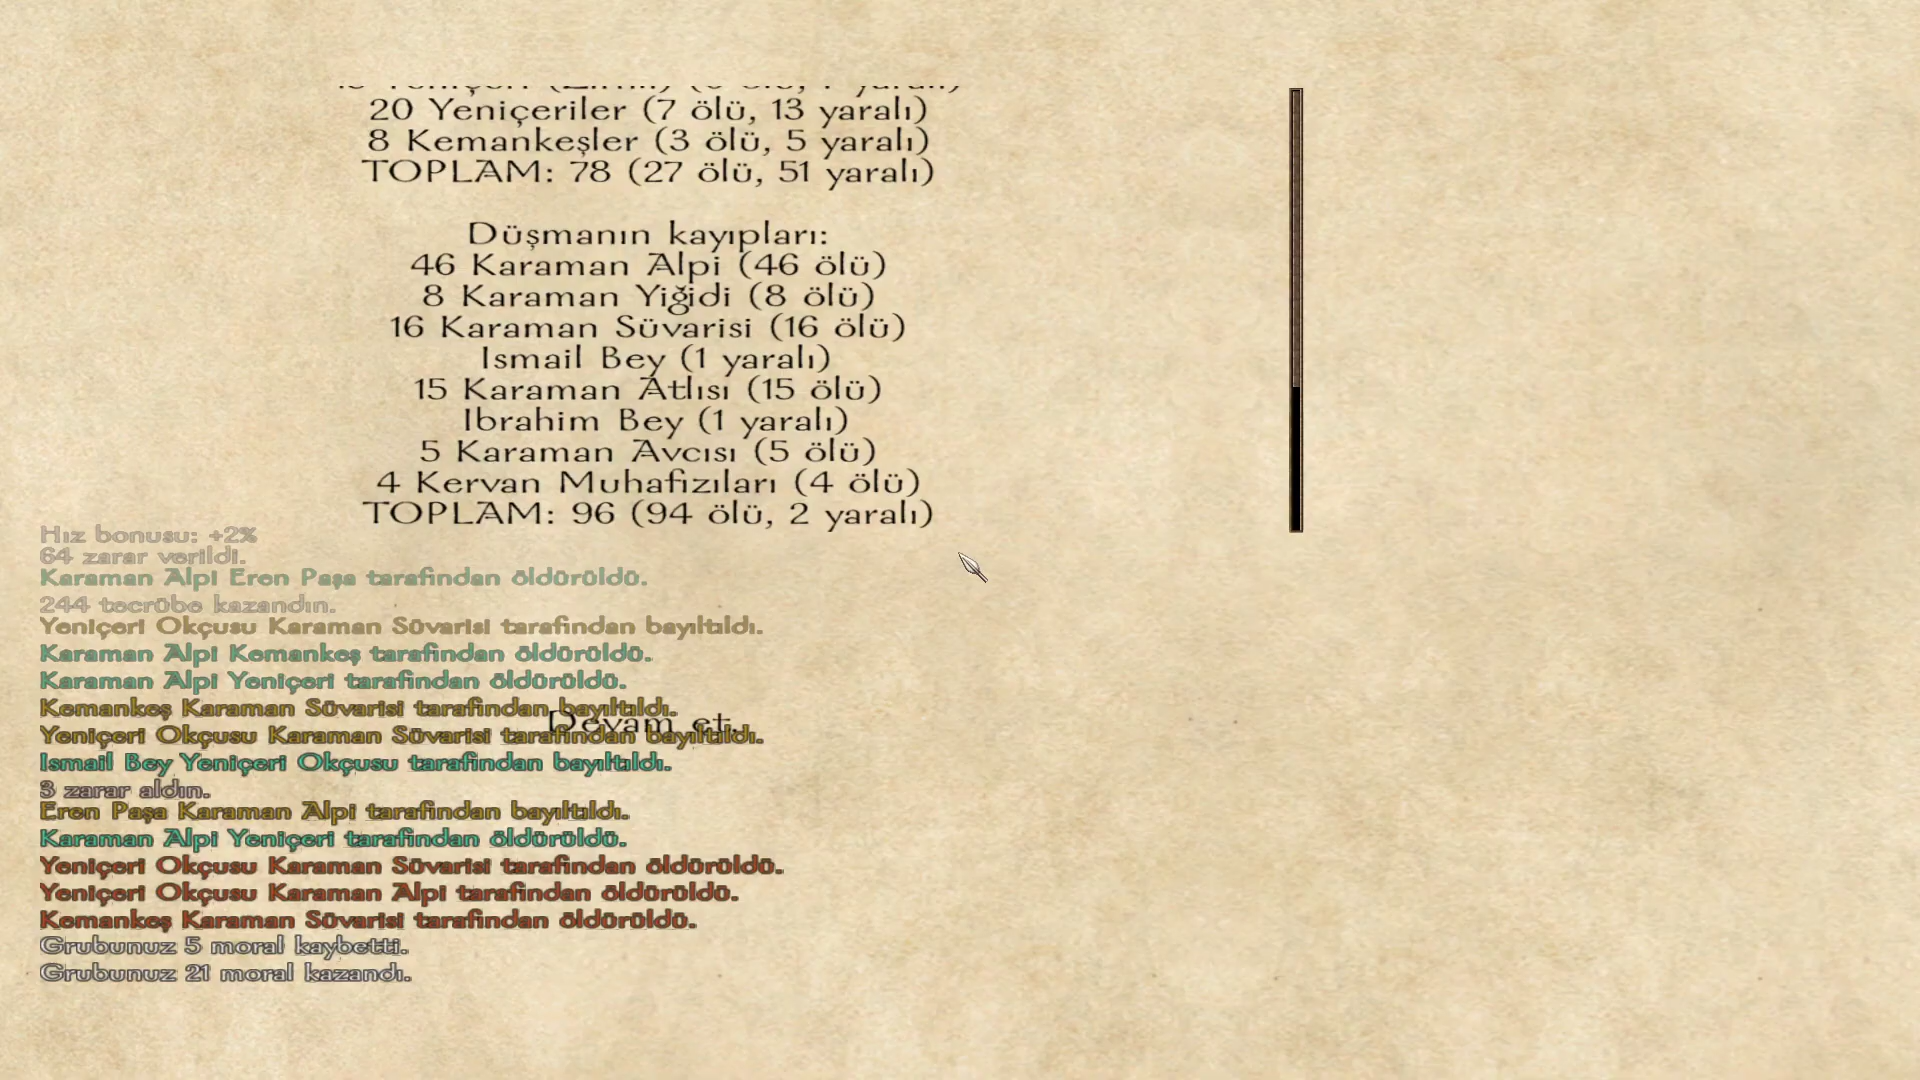 20 Yeniçeriler (7 ölü, 13 yaralı)
8 Kemankeşler (3 ölü, 5 yaralı)
TOPLAM: 78 (27 ölü, 51 yaralı)
Düşmanın kayıpları:
46 Karaman Alpi (46 ölü)
8 Karaman Yiğidi (8 ölü)
16 Karaman Süvarisi (16 ölü)
Ismail Bey (1 yaralı)
15 Karaman Atlısı (15 ölü)
Ibrahim Bey (1 yaralı)
5 Karaman Avcısı (5 ölü)
4 Kervan Muhafızıları (4 ölü)
TOPLAM: 96 (94 ölü, 2 yaralı)
Hız bonusu: +2%
64 zarar verildi.
Karaman Alpi Eren Paşa tarafından öldürüldü.
244 tecrübe kazandın.
Yeniçeri Okçusu Karaman Süvarisi tarafından bayıltıldı.
Karaman Alpi Kemankeş tarafından öldürüldü.
Karaman Alpi Yeniçeri tarafından öldürüldü.
Kemankeş Karaman Süvarisi tarafından bayıltıldı.
Devam et.
Yeniçeri Okçusu Karaman Süvarisi tarafından bayıltıldı.
Ismail Bey Yeniçeri Okçusu tarafından bayıltıldı.
3 zarar aldın.
Eren Paşa Karaman Alpi tarafından bayıltıldı.
Karaman Alpi Yeniçeri tarafından öldürüldü.
Yeniçeri Okçusu Karaman Süvarisi tarafından öldürüldü.
Yeniçeri Okçusu Karaman Alpi tarafından öldürüldü.
Kemankeş Karaman Süvarisi tarafından öldürüldü.
Grubunuz 5 moral kaybetti.
Grubunuz 21 moral kazandı.